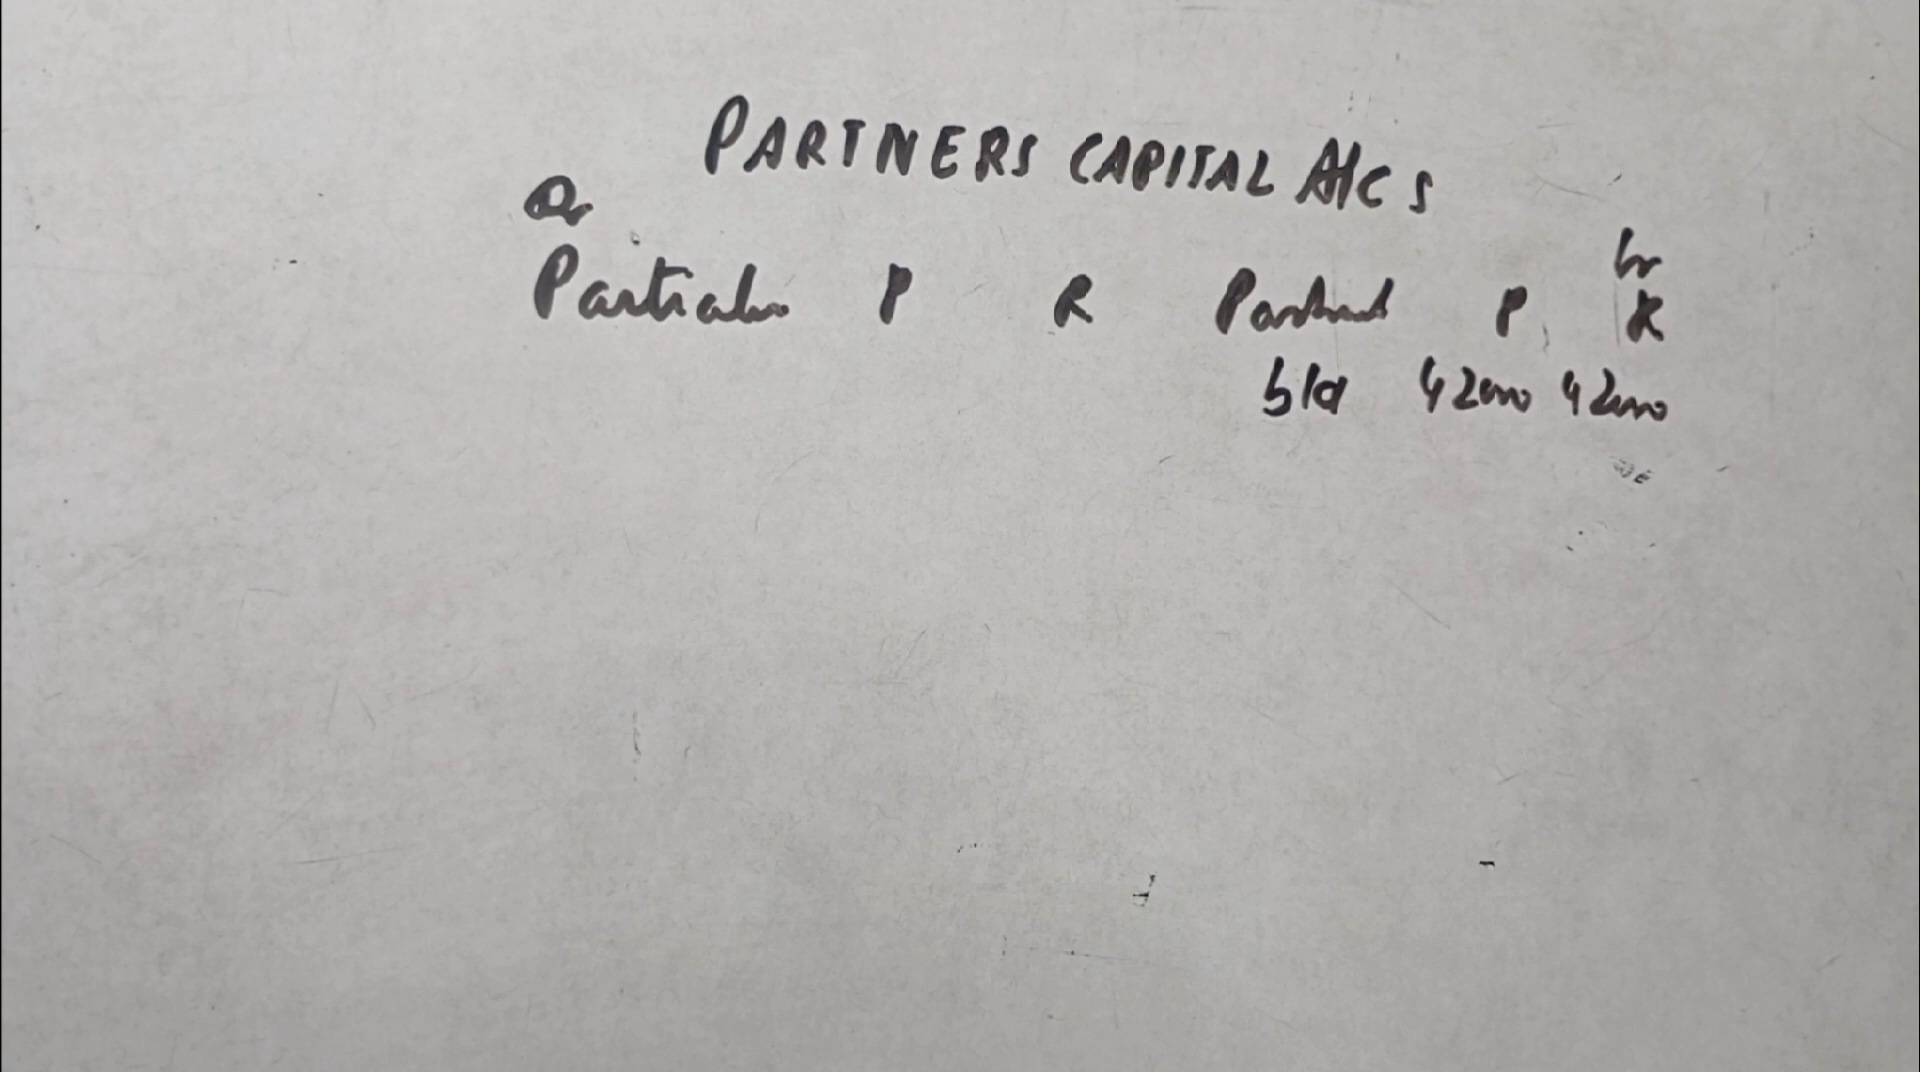 PARTNERS CAPITAL A/C S
Dr
Cr
Particulars P R Particulars P R
b/d 42000 42000